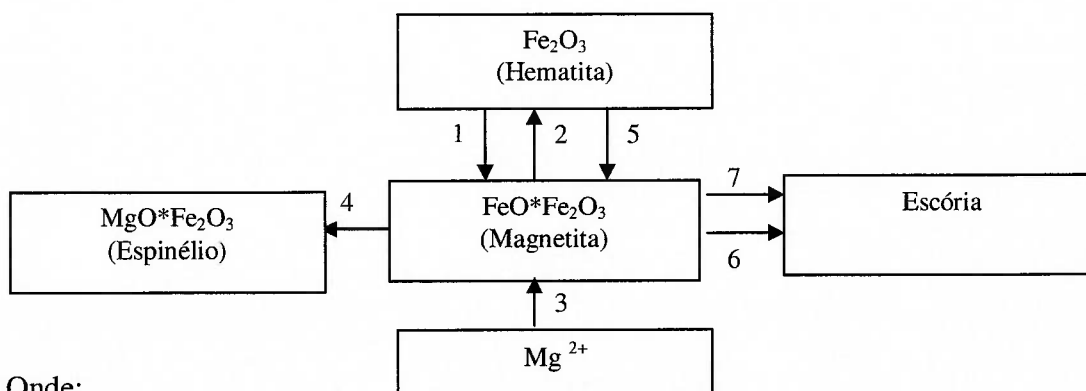 Fe₂O₃
(Hematita)
1
2
5
MgO*Fe₂O₃
(Espinélio)
4
FeO*Fe₂O₃
(Magnetita)
7
6
Escória
3
Mg ²⁺
Onde: